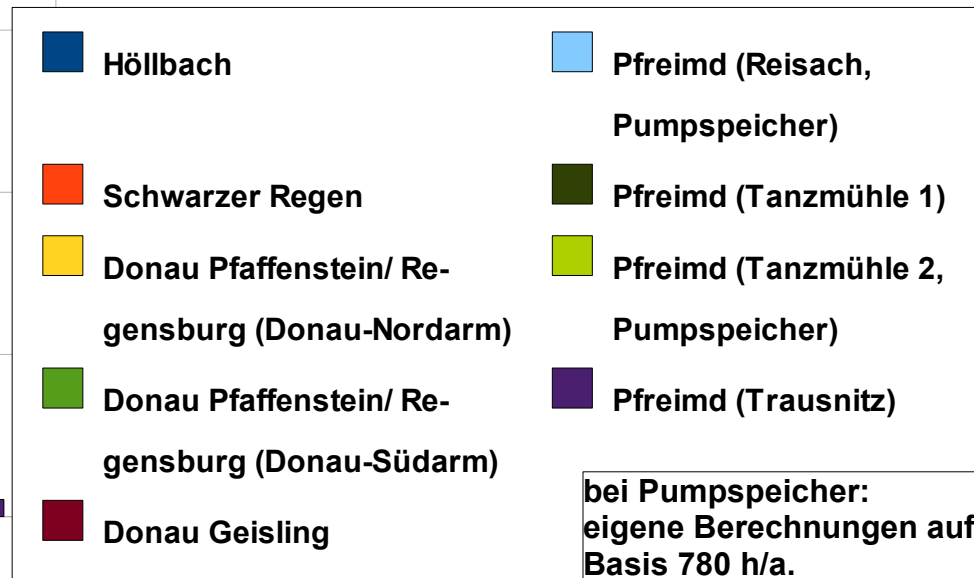 Höllbach
Schwarzer Regen
Donau Pfaffenstein/ Re-
gensburg (Donau-Nordarm)
Donau Pfaffenstein/ Re-
gensburg (Donau-Südarm)
Donau Geisling
Pfreimd (Reisach,
Pumpspeicher)
Pfreimd (Tanzmühle 1)
Pfreimd (Tanzmühle 2,
Pumpspeicher)
Pfreimd (Trausnitz)
bei Pumpspeicher:
eigene Berechnungen auf
Basis 780 h/a.